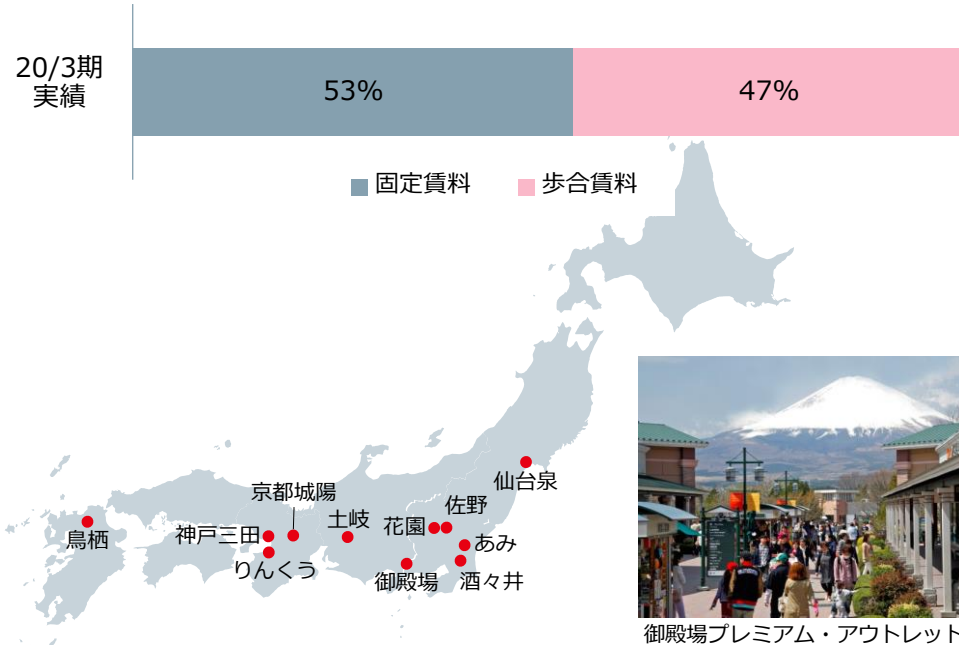 20/3期
実績
53%
47%
固定賃料
歩合賃料
仙台泉
京都城陽
佐野
土岐
花園
神戸三田
鳥栖
あみ
りんくう
御殿場
酒々井
御殿場プレミアム・アウトレット